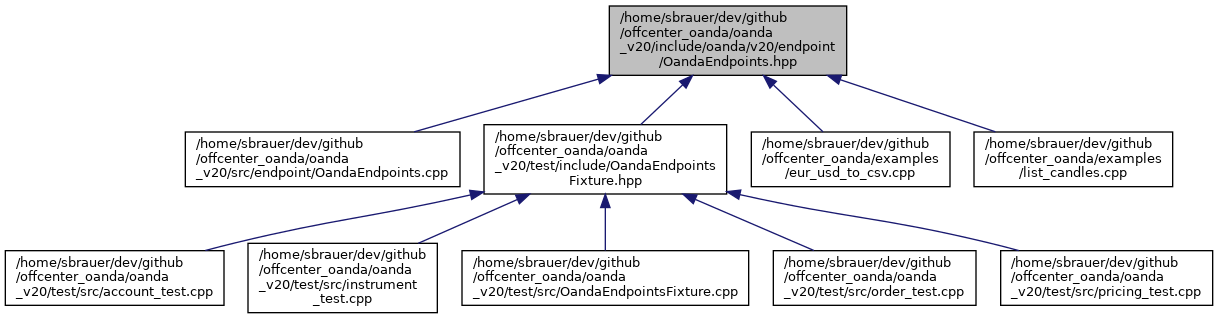 /home/sbrauer/dev/github
/offcenter_oanda/oanda
_v20/include/oanda/v20/endpoint
/OandaEndpoints.hpp
/home/sbrauer/dev/github
/offcenter_oanda/oanda
_v20/src/endpoint/OandaEndpoints.cpp
/home/sbrauer/dev/github
/offcenter_oanda/oanda
_v20/test/include/OandaEndpoints
Fixture.hpp
/home/sbrauer/dev/github
/offcenter_oanda/examples
/eur_usd_to_csv.cpp
/home/sbrauer/dev/github
/offcenter_oanda/examples
/list_candles.cpp
/home/sbrauer/dev/github
/offcenter_oanda/oanda
_v20/test/src/account_test.cpp
/home/sbrauer/dev/github
/offcenter_oanda/oanda
_v20/test/src/instrument
_test.cpp
/home/sbrauer/dev/github
/offcenter_oanda/oanda
_v20/test/src/OandaEndpointsFixture.cpp
/home/sbrauer/dev/github
/offcenter_oanda/oanda
_v20/test/src/order_test.cpp
/home/sbrauer/dev/github
/offcenter_oanda/oanda
_v20/test/src/pricing_test.cpp